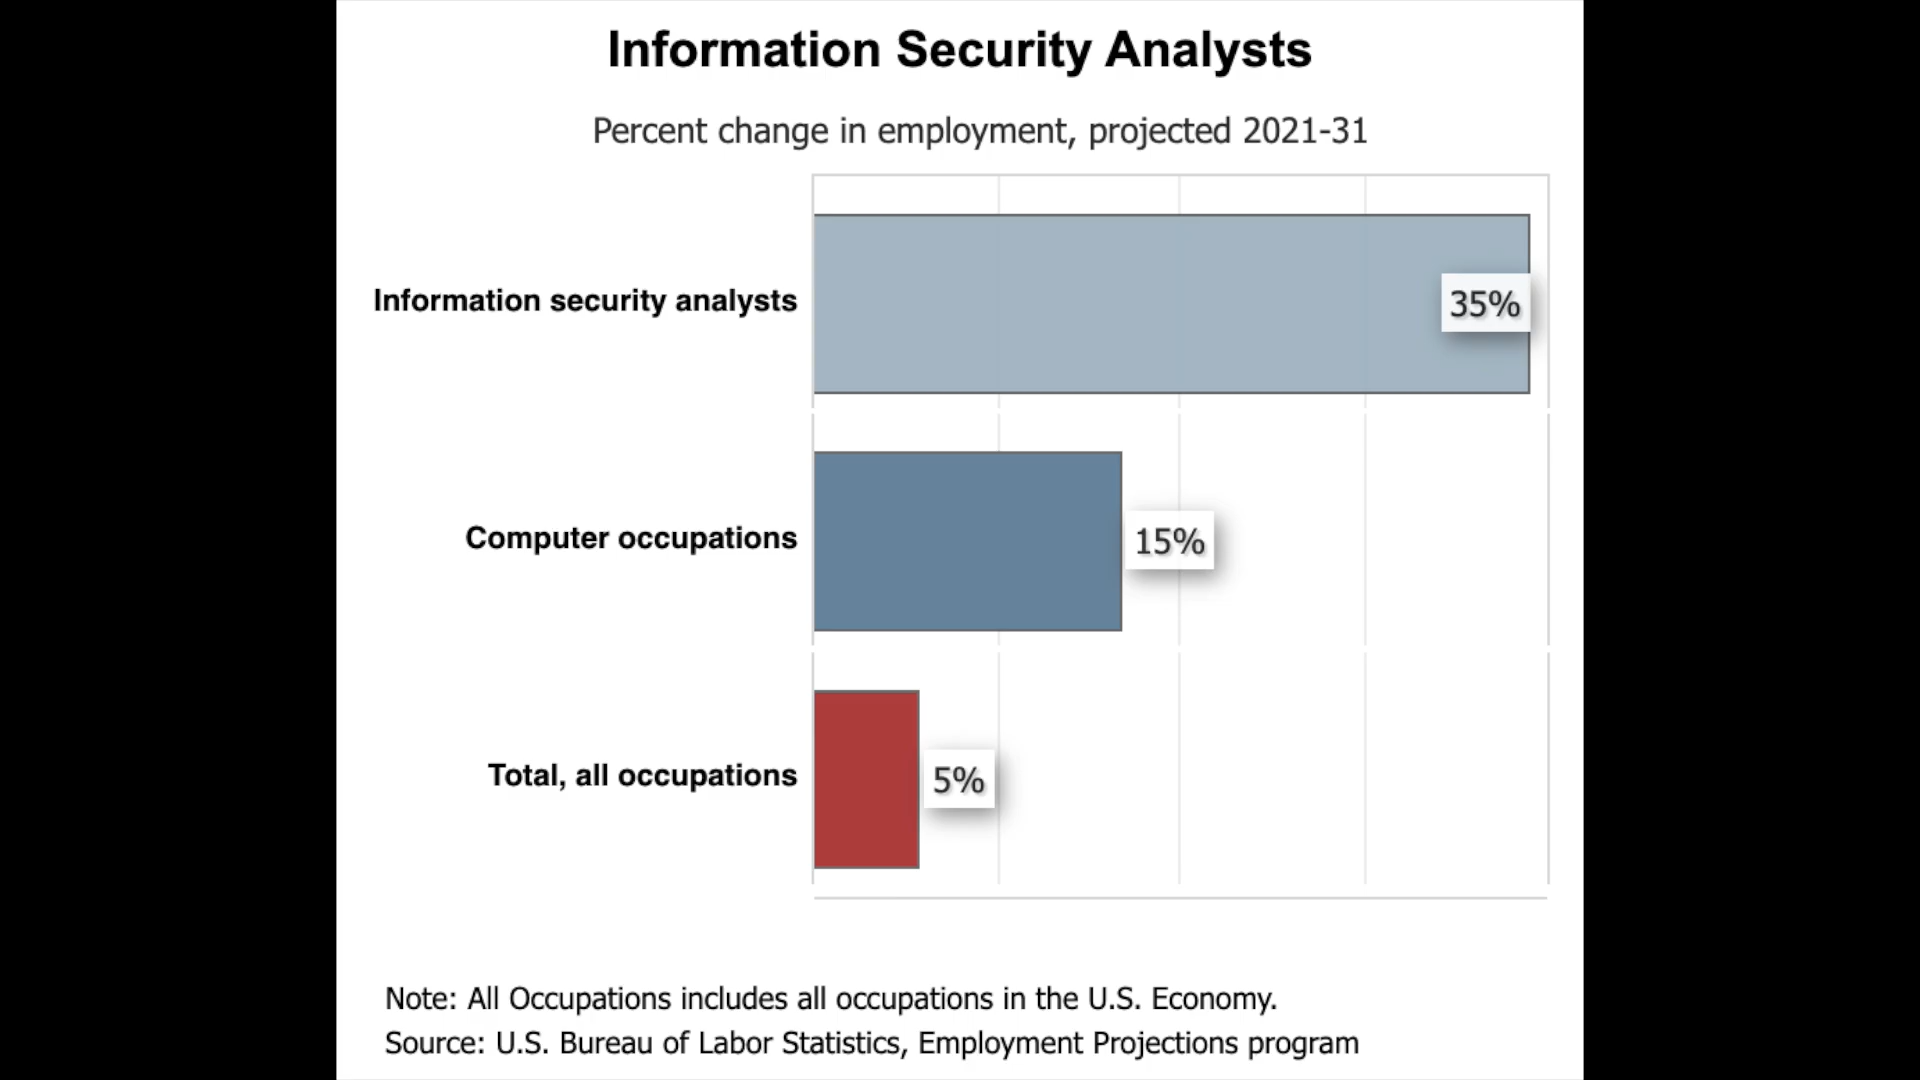 Information Security Analysts
Percent change in employment, projected 2021-31
Information security analysts
35%
Computer occupations
15%
Total, all occupations
5%
Note: All Occupations includes all occupations in the U.S. Economy.
Source: U.S. Bureau of Labor Statistics, Employment Projections program